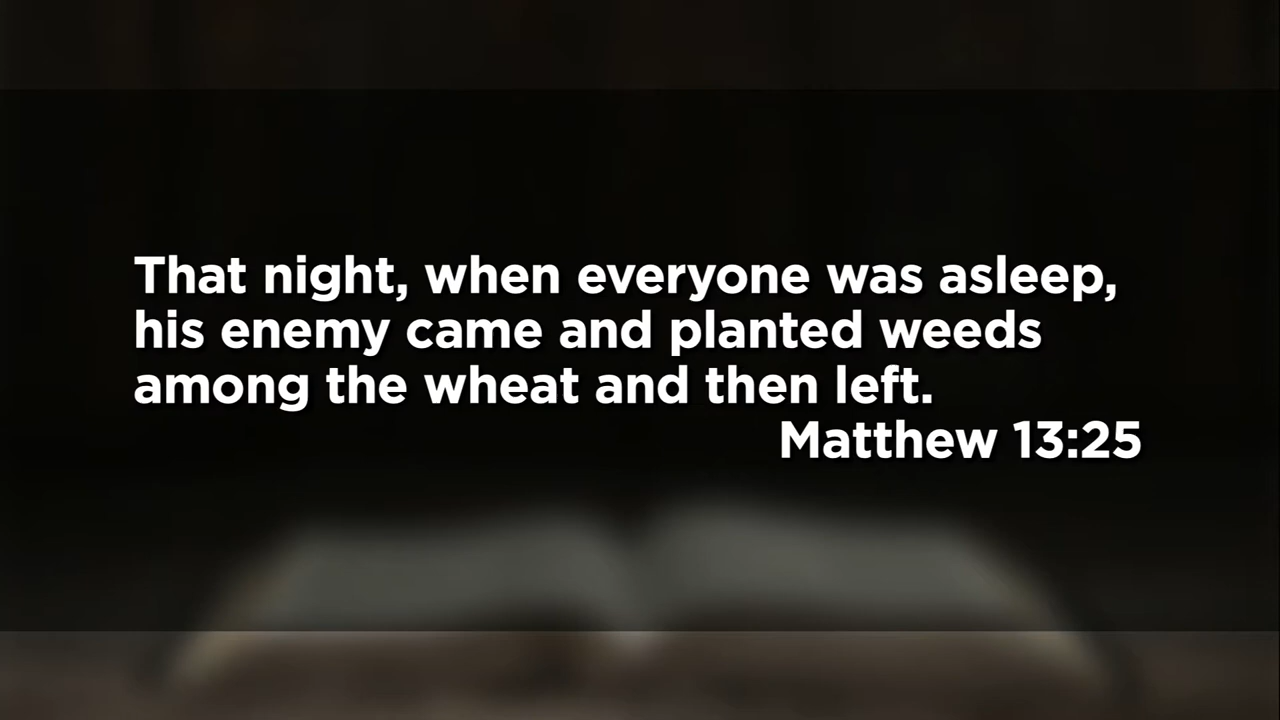 That night, when everyone was asleep,
his enemy came and planted weeds
among the wheat and then left.
Matthew 13:25